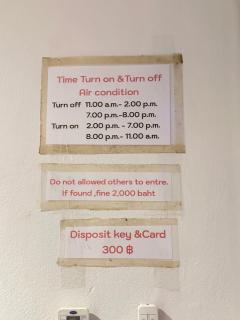 Time Turn on &Turn off
Air condition
Turn off 11.00 a.m.- 2.00 p.m.
7.00 p.m.-8.00 p.m.
Turn on 2.00 p.m. - 7.00 p.m.
8.00 p.m.- 11.00 a.m.
Do not allowed others to entre.
If found ,fine 2,000 baht
Disposit key &Card
300 ฿